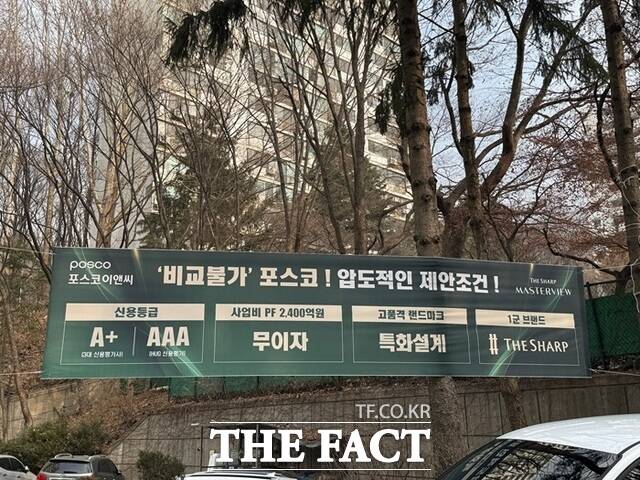 posco
포스코이앤씨
'비교불가' 포스코! 압도적인 제안조건!
THE SHARP
MASTERVIEW
신용등급
A+
(3대 신용평가사)
AAA
(HUG 신용평가)
사업비 PF 2,400억원
무이자
고품격 랜드마크
특화설계
1군 브랜드
THE SHARP
TF.CO.KR
THE FACT